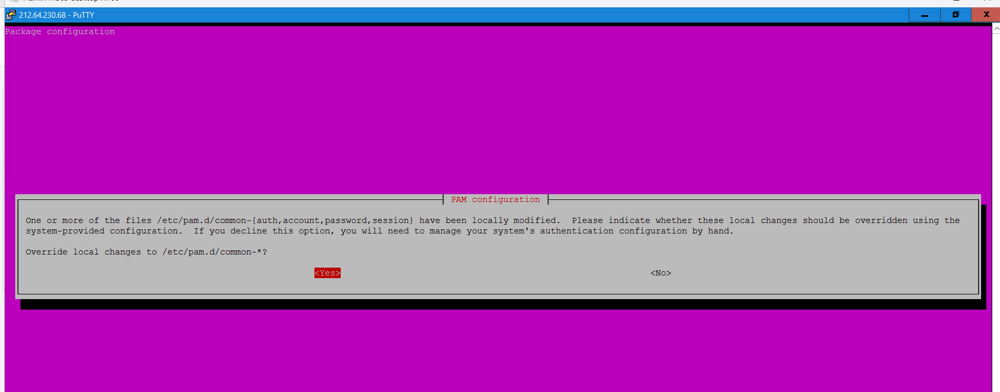 212.64.230.68 - PuTTY
Package configuration
PAM configuration
One or more of the files /etc/pam.d/common-{auth,account,password,session} have been locally modified.  Please indicate whether these local changes should be overridden using the
system-provided configuration.  If you decline this option, you will need to manage your system's authentication configuration by hand.
Override local changes to /etc/pam.d/common-*?
<Yes> <No>